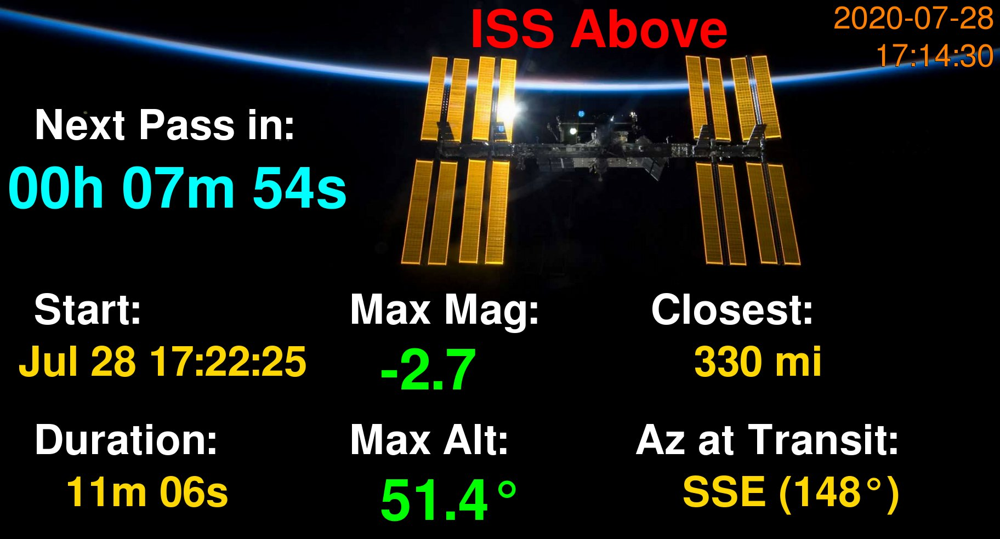 ISS Above
2020-07-28
17:14:30
Next Pass in:
00h 07m 54s
Start:
Max Mag:
Closest:
Jul 28 17:22:25
-2.7
330 mi
Duration:
Max Alt:
Az at Transit:
11m 06s
51.4°
SSE (148°)